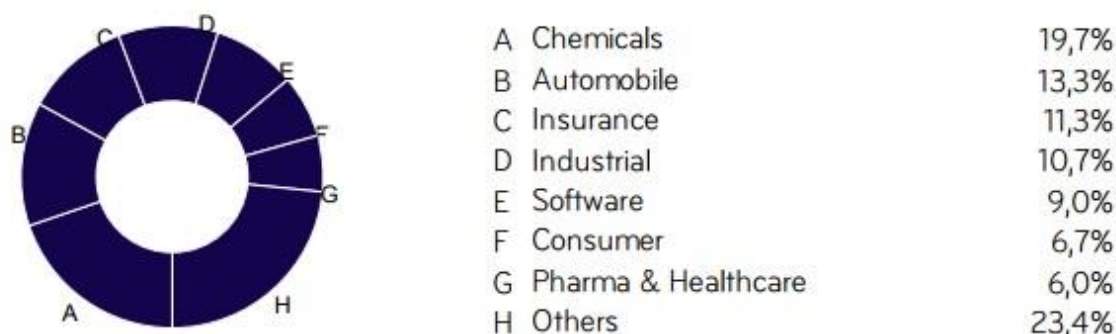 C
D
E
B
F
G
A
H
A Chemicals 19,7%
B Automobile 13,3%
C Insurance 11,3%
D Industrial 10,7%
E Software 9,0%
F Consumer 6,7%
G Pharma & Healthcare 6,0%
H Others 23,4%